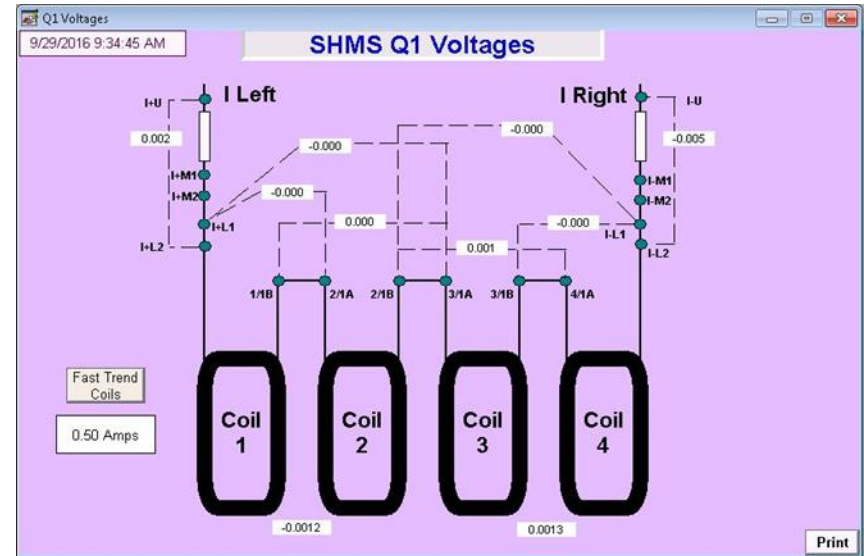 Q1 Voltages
9/29/2016 9:34:45 AM
SHMS Q1 Voltages
I Left
I Right
I+U
I-U
0.002
-0.000
-0.000
-0.005
I+M1
I-M1
I+M2
-0.000
I-M2
I+L1
0.000
-0.000
I-L1
I+L2
0.001
I-L2
1/1B
2/1A
2/1B
3/1A
3/1B
4/1A
Fast Trend
Coils
0.50 Amps
Coil
1
Coil
2
Coil
3
Coil
4
-0.0012
0.0013
Print